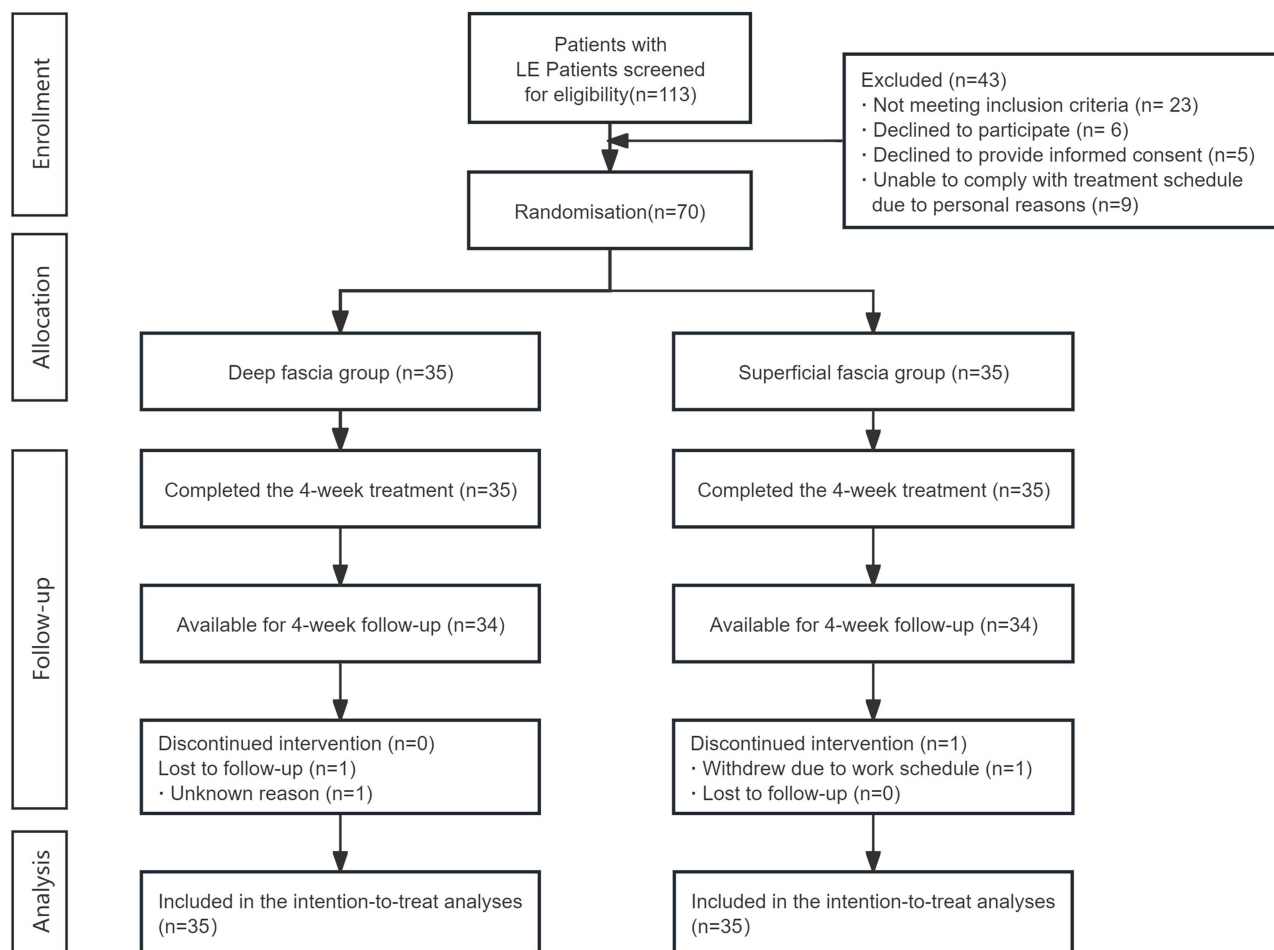 Enrollment
Patients with
LE Patients screened
for eligibility(n=113)
Excluded (n=43)
· Not meeting inclusion criteria (n= 23)
· Declined to participate (n= 6)
· Declined to provide informed consent (n=5)
· Unable to comply with treatment schedule
due to personal reasons (n=9)
Randomisation(n=70)
Allocation
Deep fascia group (n=35)
Superficial fascia group (n=35)
Follow-up
Completed the 4-week treatment (n=35)
Completed the 4-week treatment (n=35)
Available for 4-week follow-up (n=34)
Available for 4-week follow-up (n=34)
Discontinued intervention (n=0)
Lost to follow-up (n=1)
· Unknown reason (n=1)
Discontinued intervention (n=1)
· Withdrew due to work schedule (n=1)
· Lost to follow-up (n=0)
Analysis
Included in the intention-to-treat analyses
(n=35)
Included in the intention-to-treat analyses
(n=35)